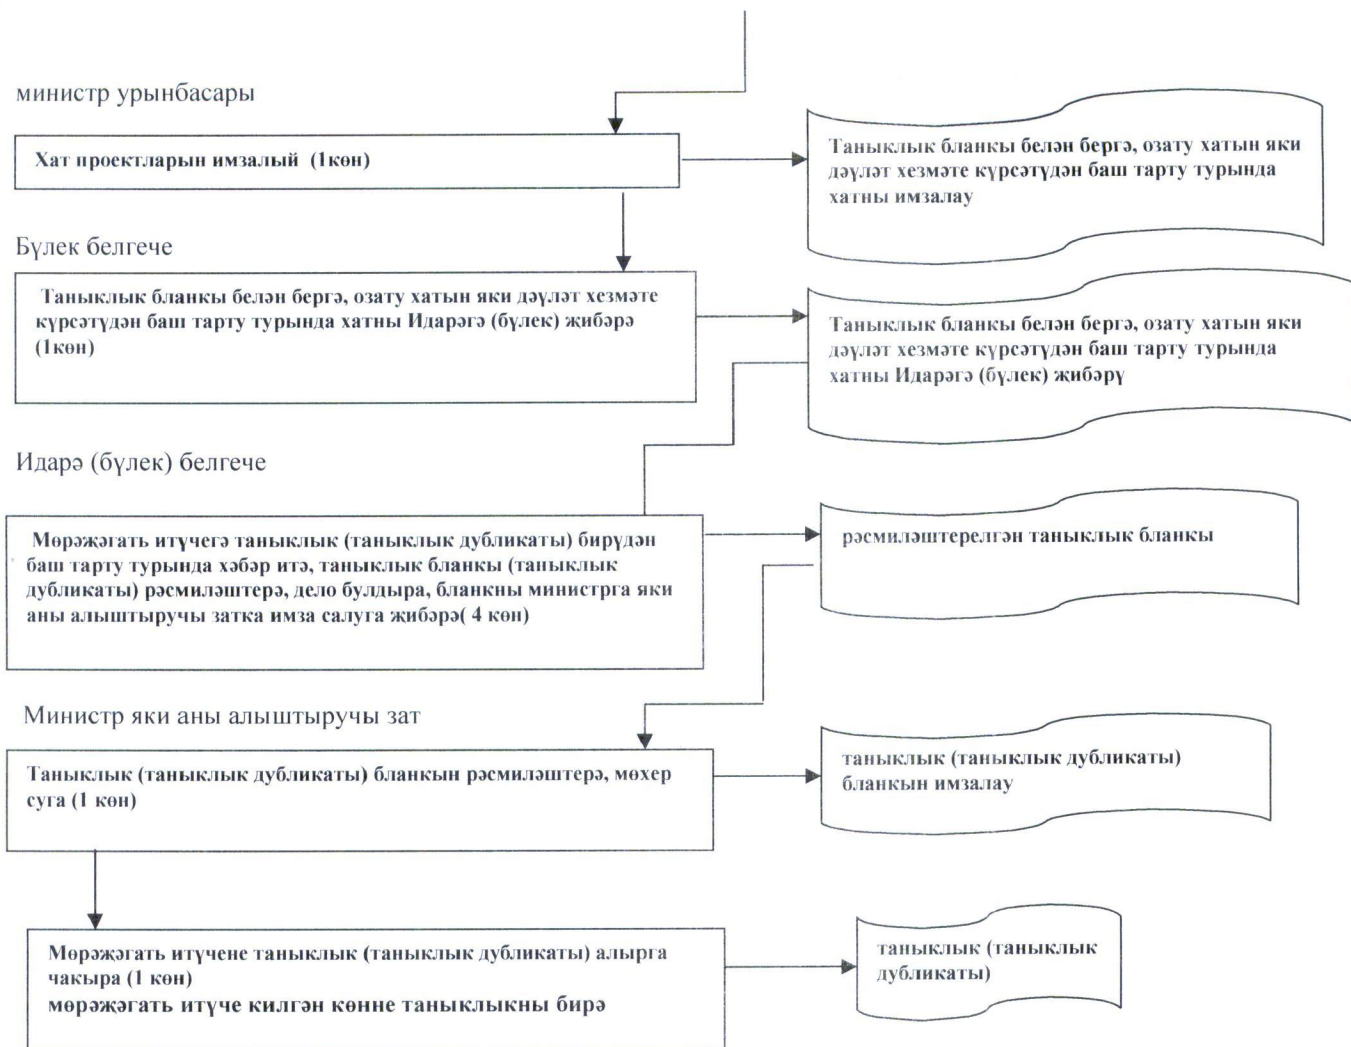 министр урынбасары
Хат проектларын имзалый (1көн)
Таныклык бланкы белән бергә, озату хатын яки
дәүләт хезмәте күрсәтүдән баш тарту турында
хатны имзалау
Бүлек белгече
Таныклык бланкы белән бергә, озату хатын яки дәүләт хезмәте
күрсәтүдән баш тарту турында хатны Идарәгә (бүлек) җибәрә
(1көн)
Таныклык бланкы белән бергә, озату хатын яки
дәүләт хезмәте күрсәтүдән баш тарту турында
хатны Идарәгә (бүлек) җибәрү
Идарә (бүлек) белгече
Мөрәҗәгать итүчегә таныклык (таныклык дубликаты) бирүдән
баш тарту турында хәбәр итә, таныклык бланкы (таныклык
дубликаты) рәсмиләштерә, дело булдыра, бланкны министрга яки
аны алыштыручы затка имза салуга җибәрә( 4 көн)
рәсмиләштерелгән таныклык бланкы
Министр яки аны алыштыручы зат
Таныклык (таныклык дубликаты) бланкын рәсмиләштерә, мөхер
суга (1 көн)
таныклык (таныклык дубликаты)
бланкын имзалау
Мөрәҗәгать итүчене таныклык (таныклык дубликаты) алырга
чакыра (1 көн)
мөрәҗәгать итүче килгән көнне таныклыкны бирә
таныклык (таныклык
дубликаты)